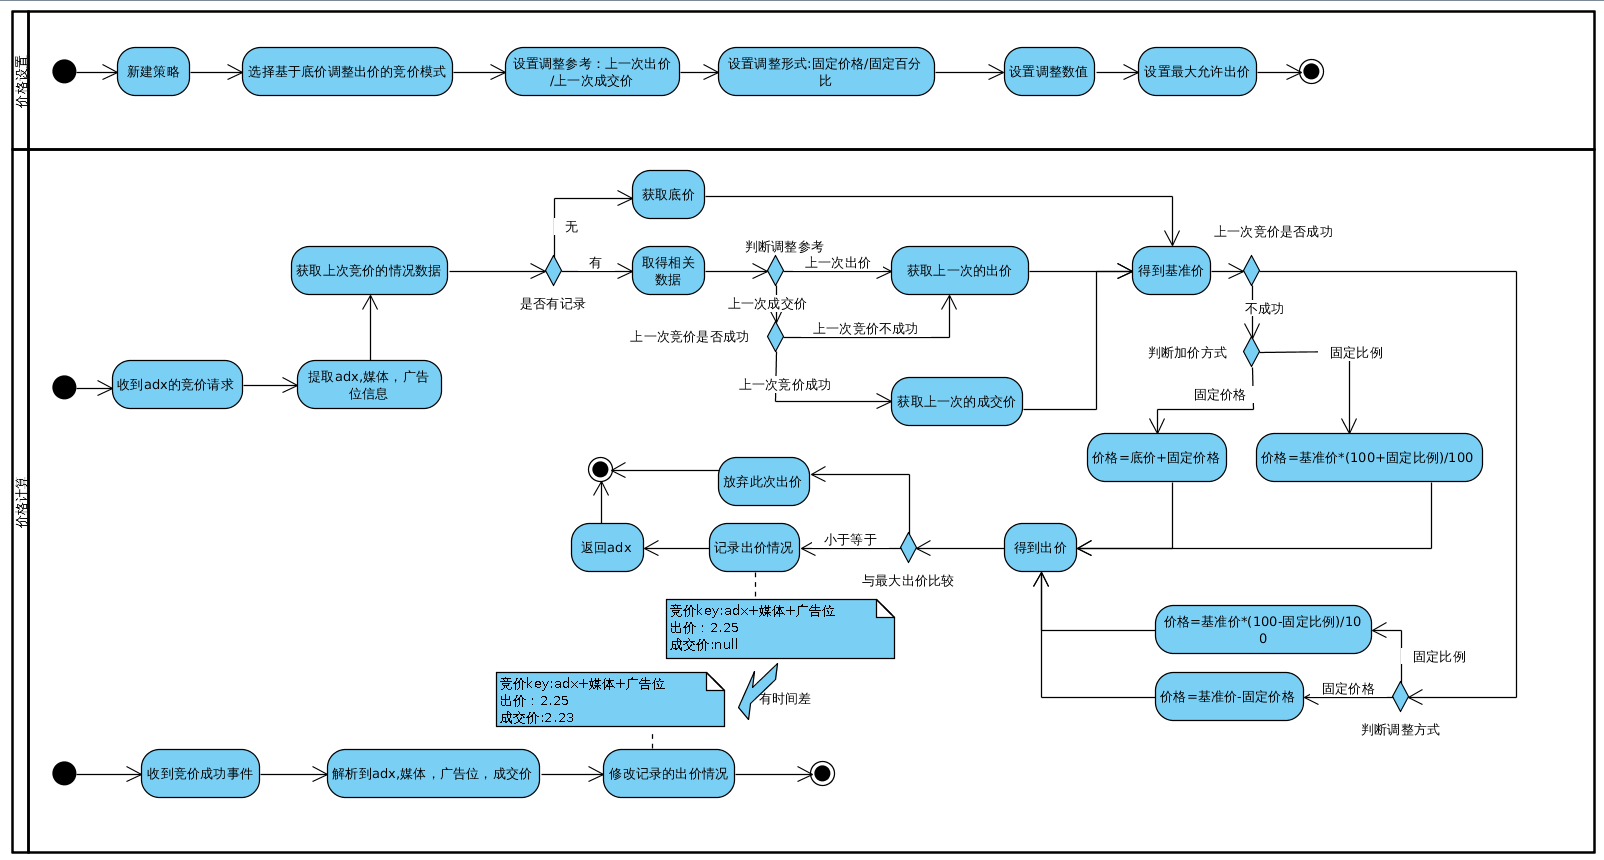 价格设置
新建策略
选择基于底价调整出价的竞价模式
设置调整参考：上一次出价
/上一次成交价
设置调整形式:固定价格/固定百分
比
设置调整数值
设置最大允许出价
价格计算
获取底价
无
上一次竞价是否成功
判断调整参考
获取上次竞价的情况数据
有
取得相关
数据
上一次出价
获取上一次的出价
得到基准价
是否有记录
上一次成交价
不成功
上一次竞价是否成功
上一次竞价不成功
判断加价方式
固定比例
收到adx的竞价请求
提取adx,媒体，广告
位信息
上一次竞价成功
获取上一次的成交价
固定价格
价格=底价+固定价格
价格=基准价*(100+固定比例)/100
放弃此次出价
返回adx
记录出价情况
小于等于
与最大出价比较
得到出价
竞价key:adx+媒体+广告位
出价：2.25
成交价:null
价格=基准价*(100-固定比例)/10
0
固定比例
竞价key:adx+媒体+广告位
出价：2.25
成交价:2.23
有时间差
价格=基准价-固定价格
固定价格
判断调整方式
收到竞价成功事件
解析到adx,媒体，广告位，成交价
修改记录的出价情况